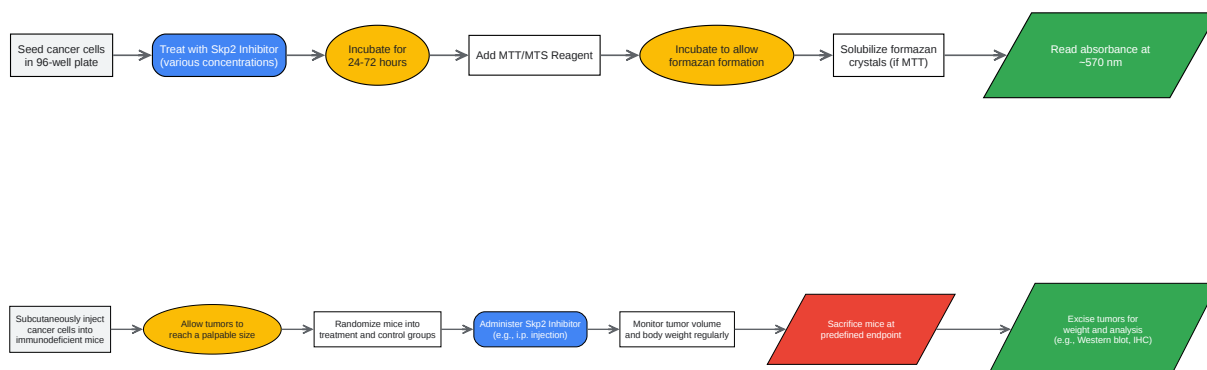 Seed cancer cells
in 96-well plate
Treat with Skp2 Inhibitor
(various concentrations)
Incubate for
24-72 hours
Add MTT/MTS Reagent
Incubate to allow
formazan formation
Solubilize formazan
crystals (if MTT)
Read absorbance at
~570 nm
Subcutaneously inject
cancer cells into
immunodeficient mice
Allow tumors to
reach a palpable size
Randomize mice into
treatment and control groups
Administer Skp2 Inhibitor
(e.g., i.p. injection)
Monitor tumor volume
and body weight regularly
Sacrifice mice at
predefined endpoint
Excise tumors for
weight and analysis
(e.g., Western blot, IHC)